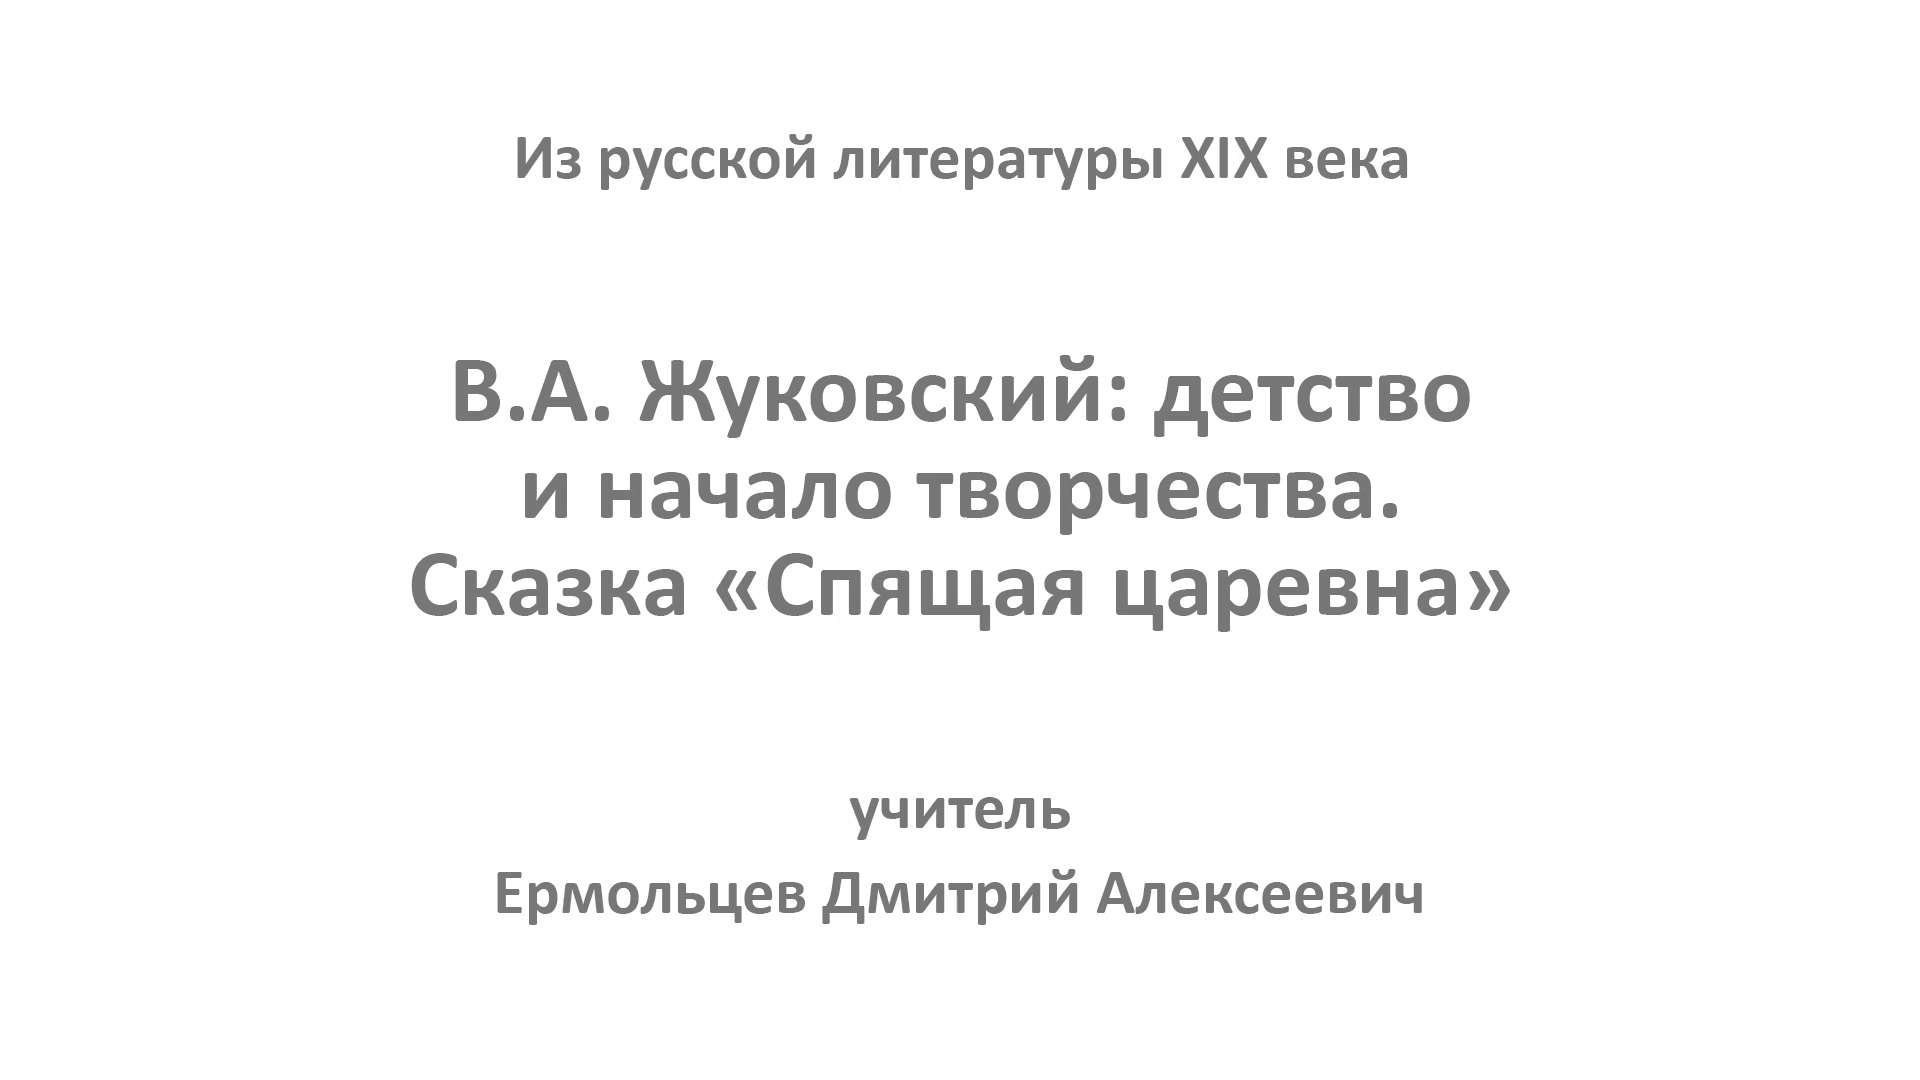 Из русской литературы XIX века
В.А. Жуковский: детство
и начало творчества.
Сказка «Спящая царевна»
учитель
Ермольцев Дмитрий Алексеевич